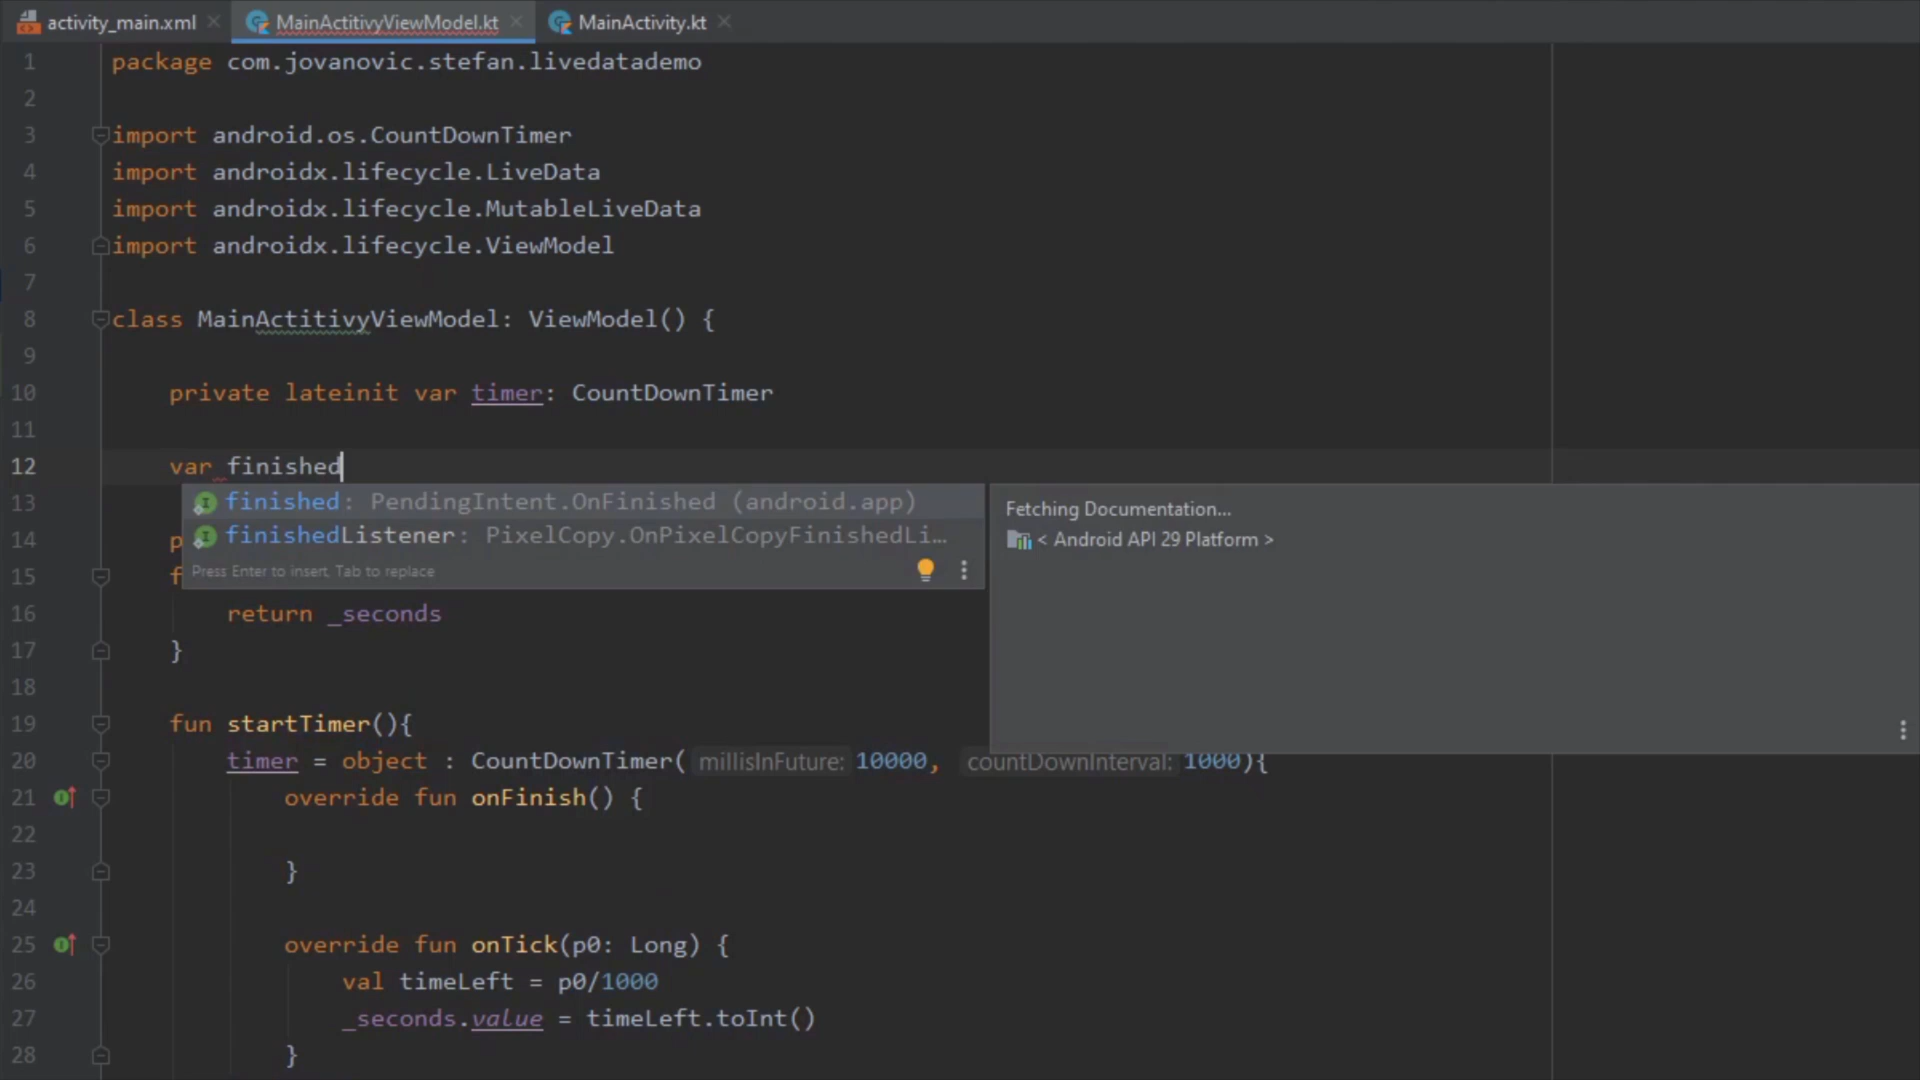 activity_main.xml MainActitivyViewModel.kt MainActivity.kt
1 package com.jovanovic.stefan.livedatademo
2
3 import android.os.CountDownTimer
4 import androidx.lifecycle.LiveData
5 import androidx.lifecycle.MutableLiveData
6 import androidx.lifecycle.ViewModel
7
8 class MainActitivyViewModel: ViewModel() {
9
10 private lateinit var timer: CountDownTimer
11
12 var finished
13 finished: PendingIntent.OnFinished (android.app)
Fetching Documentation...
14 p finishedListener: PixelCopy.OnPixelCopyFinishedLi...
< Android API 29 Platform >
15 f Press Enter to insert, Tab to replace
16 return _seconds
17 }
18
19 fun startTimer(){
20 timer = object : CountDownTimer( millisInFuture: 10000, countDownInterval: 1000){
21 override fun onFinish() {
22
23 }
24
25 override fun onTick(p0: Long) {
26 val timeLeft = p0/1000
27 _seconds.value = timeLeft.toInt()
28 }